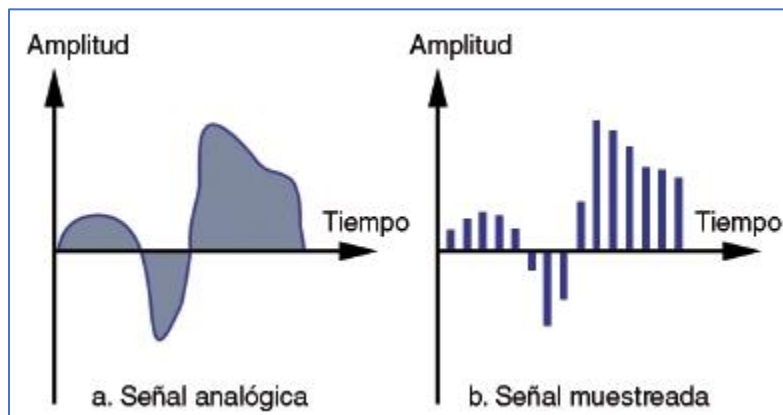 Amplitud
Amplitud
Tiempo
Tiempo
a. Señal analógica
b. Señal muestreada